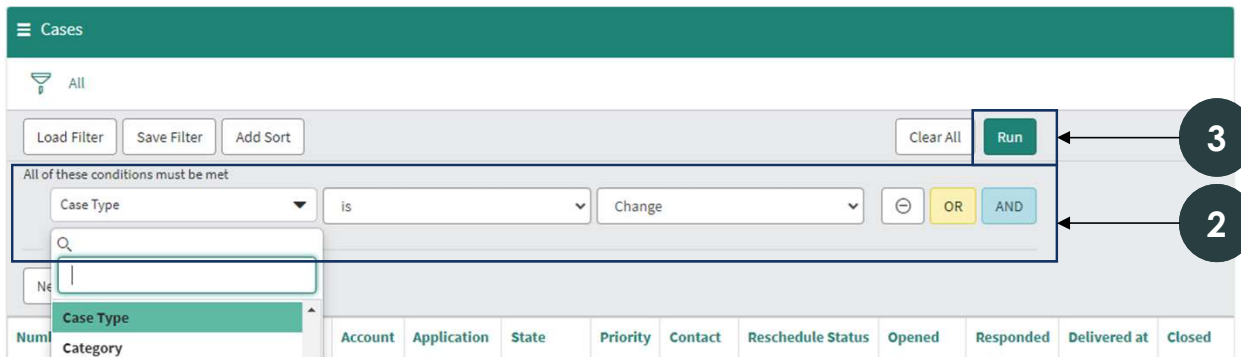 Cases
All
Load Filter Save Filter Add Sort Clear All Run 3
All of these conditions must be met
Case Type is Change OR AND 2
Case Type
Account Application State Priority Contact Reschedule Status Opened Responded Delivered at Closed
Category